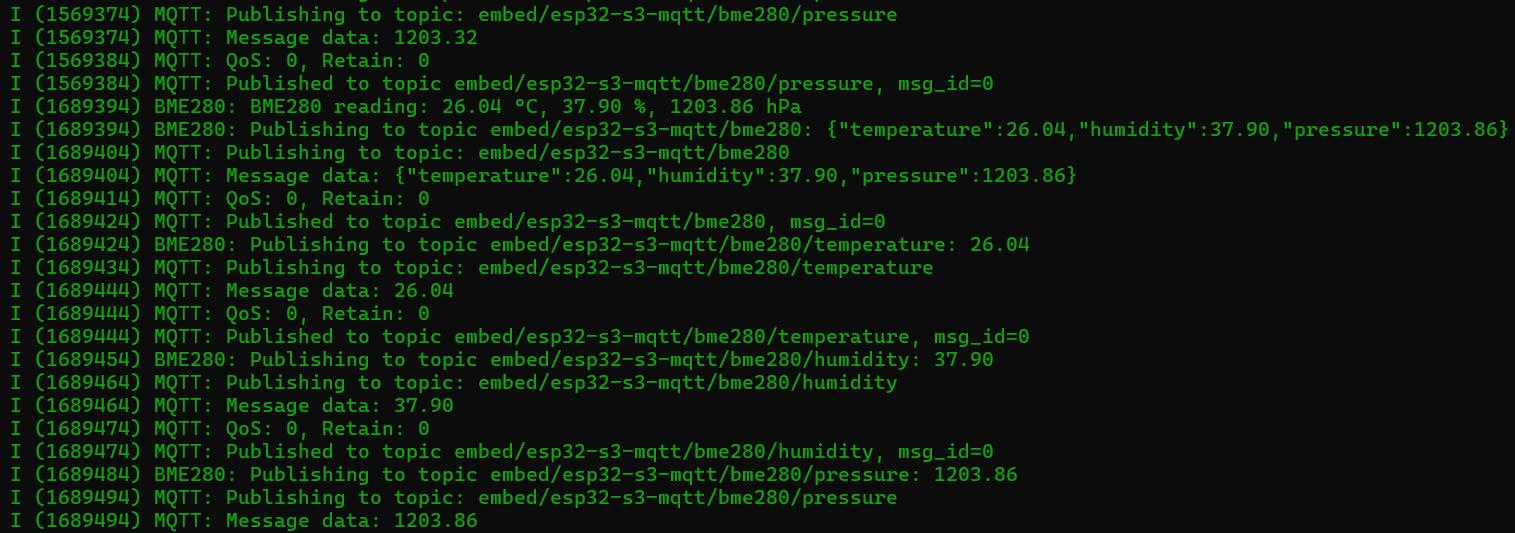 I (1569374) MQTT: Publishing to topic: embed/esp32-s3-mqtt/bme280/pressure
I (1569374) MQTT: Message data: 1203.32
I (1569384) MQTT: QoS: 0, Retain: 0
I (1569384) MQTT: Published to topic embed/esp32-s3-mqtt/bme280/pressure, msg_id=0
I (1689394) BME280: BME280 reading: 26.04 °C, 37.90 %, 1203.86 hPa
I (1689394) BME280: Publishing to topic embed/esp32-s3-mqtt/bme280: {"temperature":26.04,"humidity":37.90,"pressure":1203.86}
I (1689404) MQTT: Publishing to topic: embed/esp32-s3-mqtt/bme280
I (1689404) MQTT: Message data: {"temperature":26.04,"humidity":37.90,"pressure":1203.86}
I (1689414) MQTT: QoS: 0, Retain: 0
I (1689424) MQTT: Published to topic embed/esp32-s3-mqtt/bme280, msg_id=0
I (1689424) BME280: Publishing to topic embed/esp32-s3-mqtt/bme280/temperature: 26.04
I (1689434) MQTT: Publishing to topic: embed/esp32-s3-mqtt/bme280/temperature
I (1689444) MQTT: Message data: 26.04
I (1689444) MQTT: QoS: 0, Retain: 0
I (1689444) MQTT: Published to topic embed/esp32-s3-mqtt/bme280/temperature, msg_id=0
I (1689454) BME280: Publishing to topic embed/esp32-s3-mqtt/bme280/humidity: 37.90
I (1689464) MQTT: Publishing to topic: embed/esp32-s3-mqtt/bme280/humidity
I (1689464) MQTT: Message data: 37.90
I (1689474) MQTT: QoS: 0, Retain: 0
I (1689474) MQTT: Published to topic embed/esp32-s3-mqtt/bme280/humidity, msg_id=0
I (1689484) BME280: Publishing to topic embed/esp32-s3-mqtt/bme280/pressure: 1203.86
I (1689494) MQTT: Publishing to topic: embed/esp32-s3-mqtt/bme280/pressure
I (1689494) MQTT: Message data: 1203.86